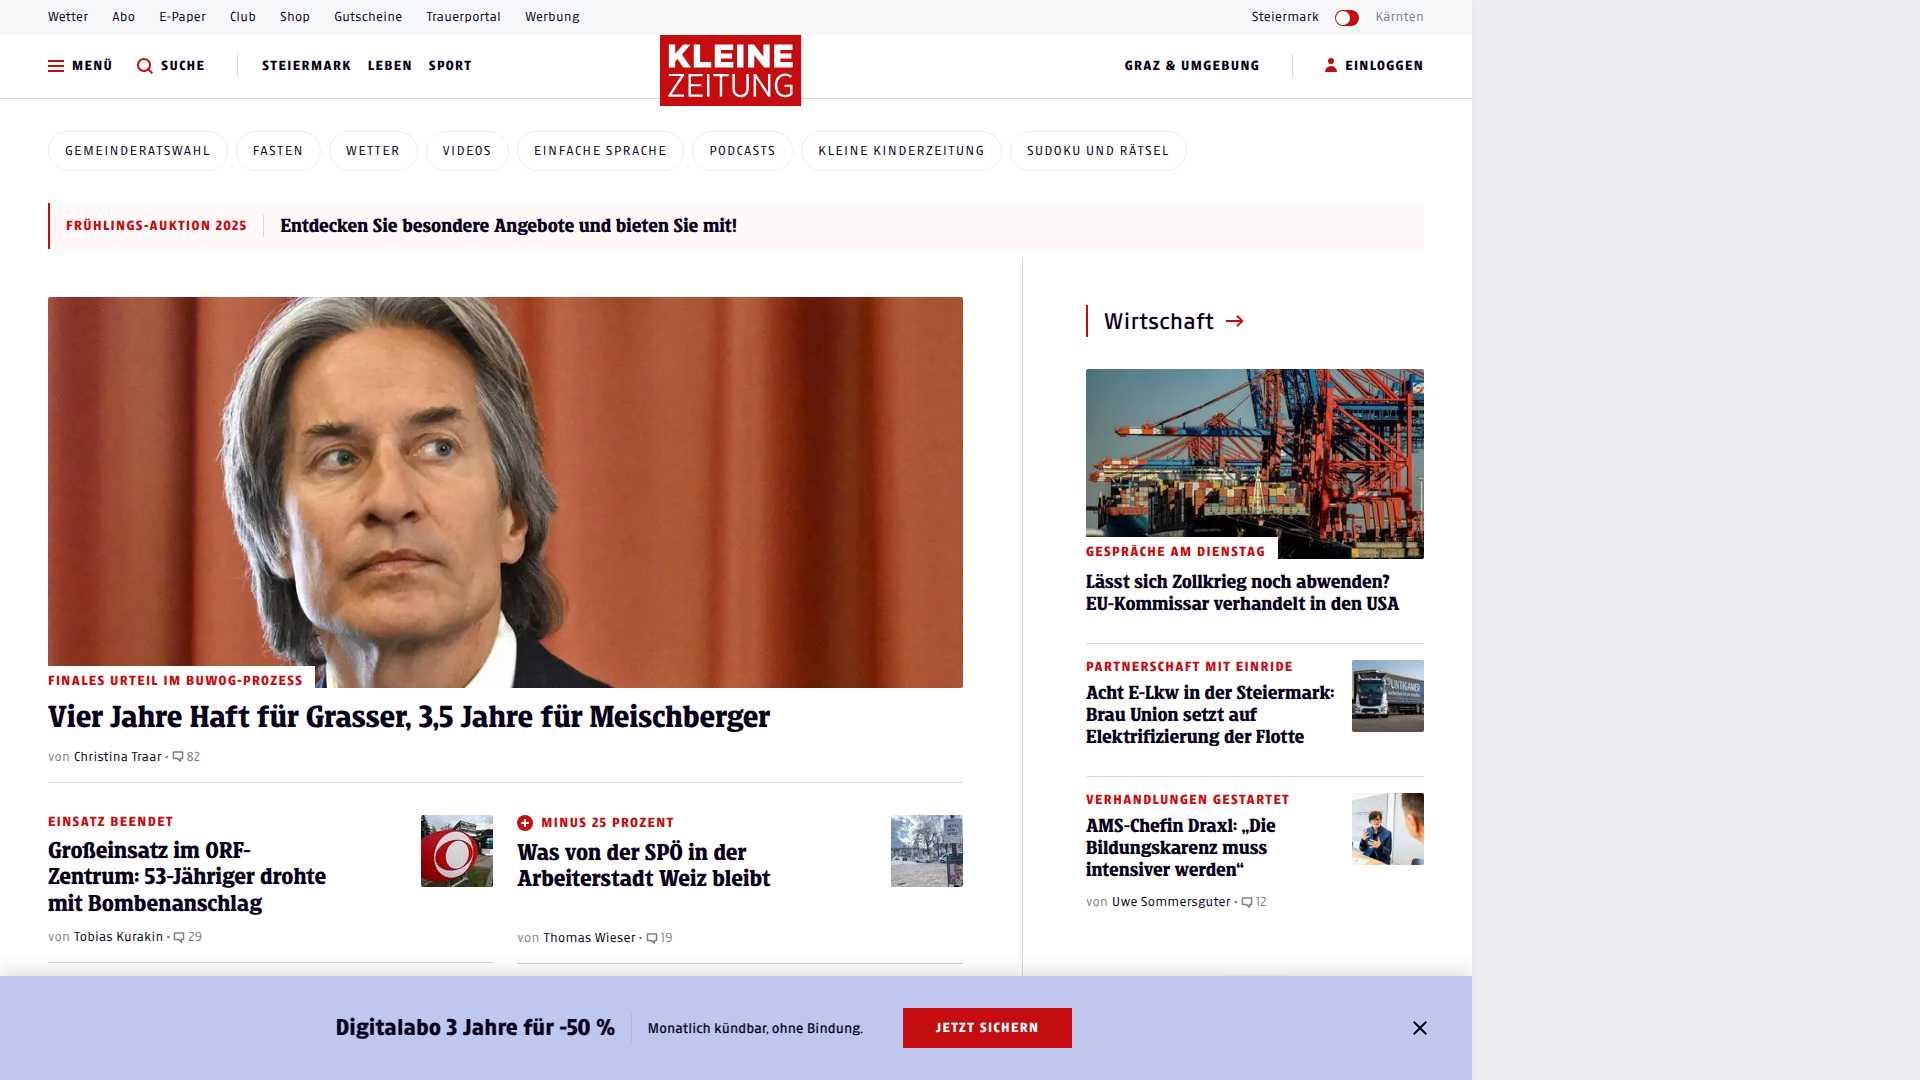 Wetter Abo E-Paper Club Shop Gutscheine Trauerportal Werbung Steiermark Kärnten
MENÜ SUCHE STEIERMARK LEBEN SPORT KLEINE ZEITUNG GRAZ & UMGEBUNG EINLOGGEN
GEMEINDERATSWAHL FASTEN WETTER VIDEOS EINFACHE SPRACHE PODCASTS KLEINE KINDERZEITUNG SUDOKU UND RÄTSEL
FRÜHLINGS-AUKTION 2025 Entdecken Sie besondere Angebote und bieten Sie mit!
FINALES URTEIL IM BUWOG-PROZESS
Vier Jahre Haft für Grasser, 3,5 Jahre für Meischberger
von Christina Traar · 82
EINSATZ BEENDET
Großeinsatz im ORF-
Zentrum: 53-Jähriger drohte
mit Bombenanschlag
von Tobias Kurakin · 29
MINUS 25 PROZENT
Was von der SPÖ in der
Arbeiterstadt Weiz bleibt
von Thomas Wieser · 19
Wirtschaft
GESPRÄCHE AM DIENSTAG
Lässt sich Zollkrieg noch abwenden?
EU-Kommissar verhandelt in den USA
PARTNERSCHAFT MIT EINRIDE
Acht E-Lkw in der Steiermark:
Brau Union setzt auf
Elektrifizierung der Flotte
VERHANDLUNGEN GESTARTET
AMS-Chefin Draxl: „Die
Bildungskarenz muss
intensiver werden“
von Uwe Sommersguter · 12
Digitalabo 3 Jahre für -50 % Monatlich kündbar, ohne Bindung. JETZT SICHERN